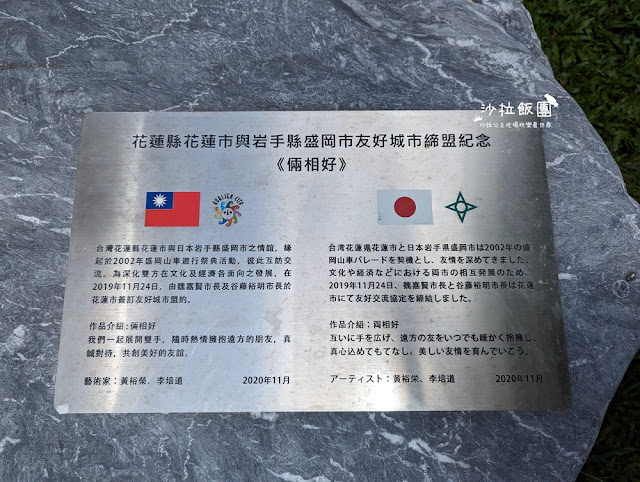 沙拉飯團
沙拉公主吃喝玩樂看世界
花蓮縣花蓮市與岩手縣盛岡市友好城市締盟紀念
《倆相好》
HUALIEN CITY
台灣花蓮縣花蓮市與日本岩手縣盛岡市之情誼,緣
起於2002年盛岡山車遊行祭典活動,彼此互訪交
流。為深化雙方在文化及經濟各面向之發展,在
2019年11月24日,由魏嘉賢市長及谷藤裕明市長於
花蓮市簽訂友好城市盟約。
作品介紹:倆相好
我們一起展開雙手,隨時熱情擁抱遠方的朋友,真
誠對待,共創美好的友誼。
藝術家:黃裕榮、李培道 2020年11月
台湾花蓮県花蓮市と日本岩手県盛岡市は2002年の盛
岡山車パレードを契機とし、友情を深めてきました。
文化や経済などにおける両市の相互発展のため、
2019年11月24日、魏嘉賢市長と谷藤裕明市長は花蓮
市にて友好交流協定を締結しました。
作品紹介:両相好
互いに手を広げ、遠方の友をいつでも暖かく抱擁し、
真心込めてもてなし、美しい友情を育んでいこう。
アーティスト:黄裕栄、李培道 2020年11月